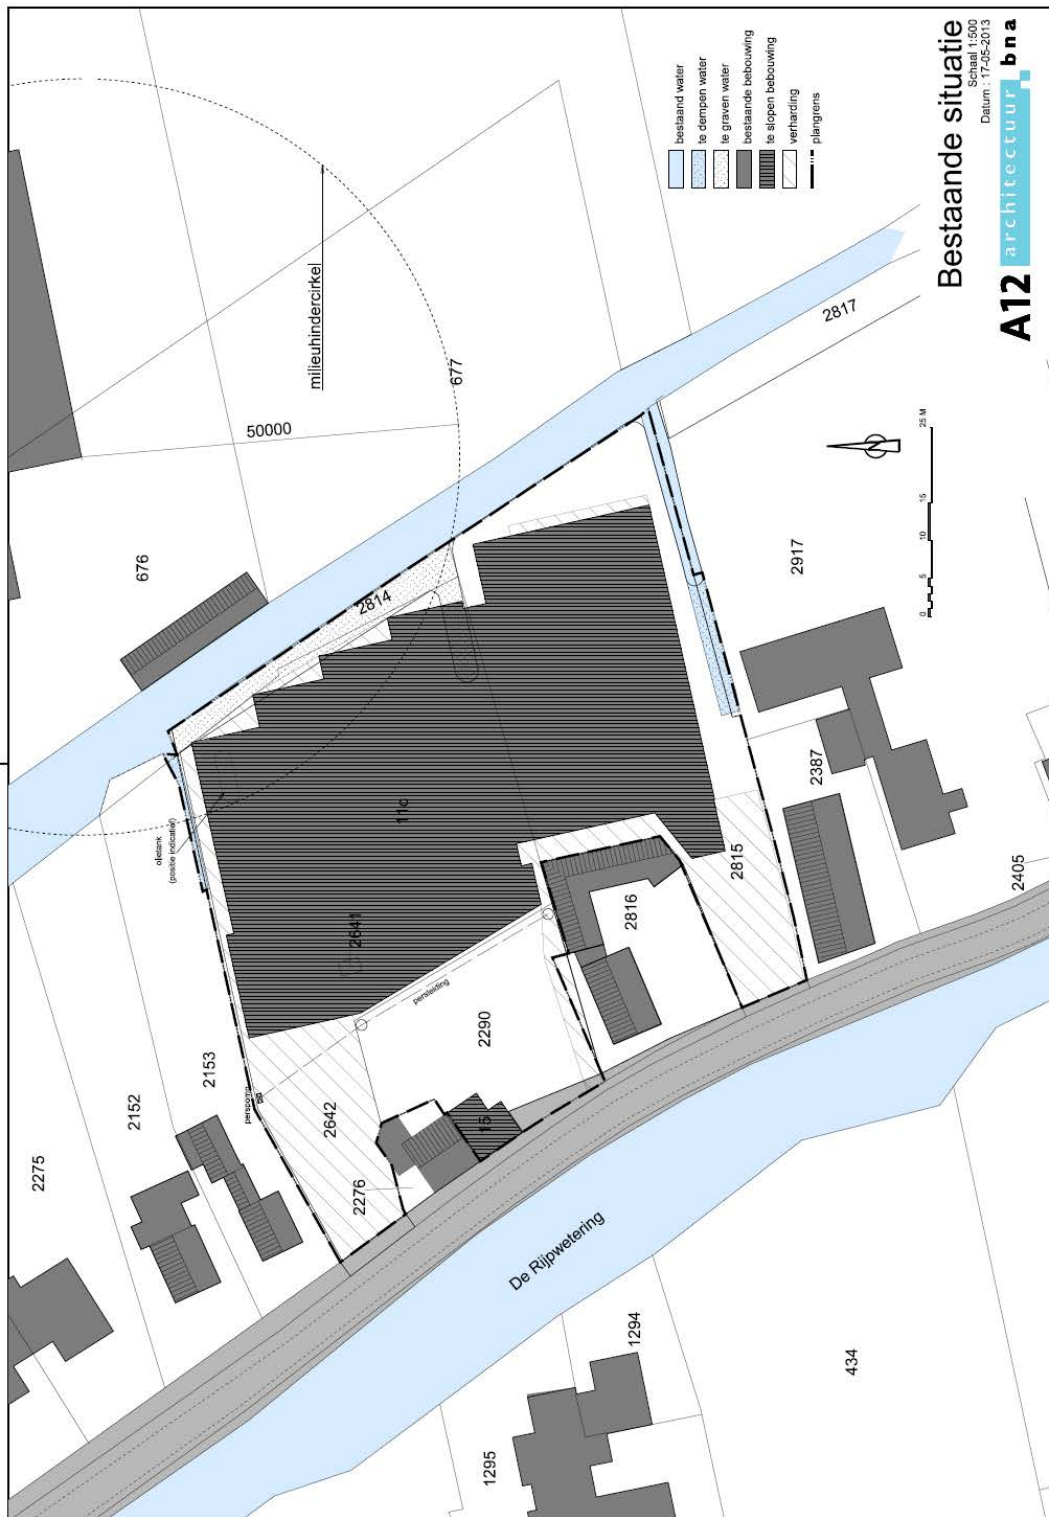 Bestaande situatie
Schaal 1:500
Datum : 17-05-2013
A12 architectuur bna
bestaand water
te dempen water
te graven water
bestaande bebouwing
te slopen bebouwing
verharding
plangrens
milieuhindercirkel
50000
677
676
2814
2817
2917
0 5 10 15 25 M
olietank
(positie indicatief)
11c
2641
persleiding
perspomp
2290
2816
2815
2387
2405
2642
2276
15
2153
2152
2275
De Rijpwetering
1294
1295
434